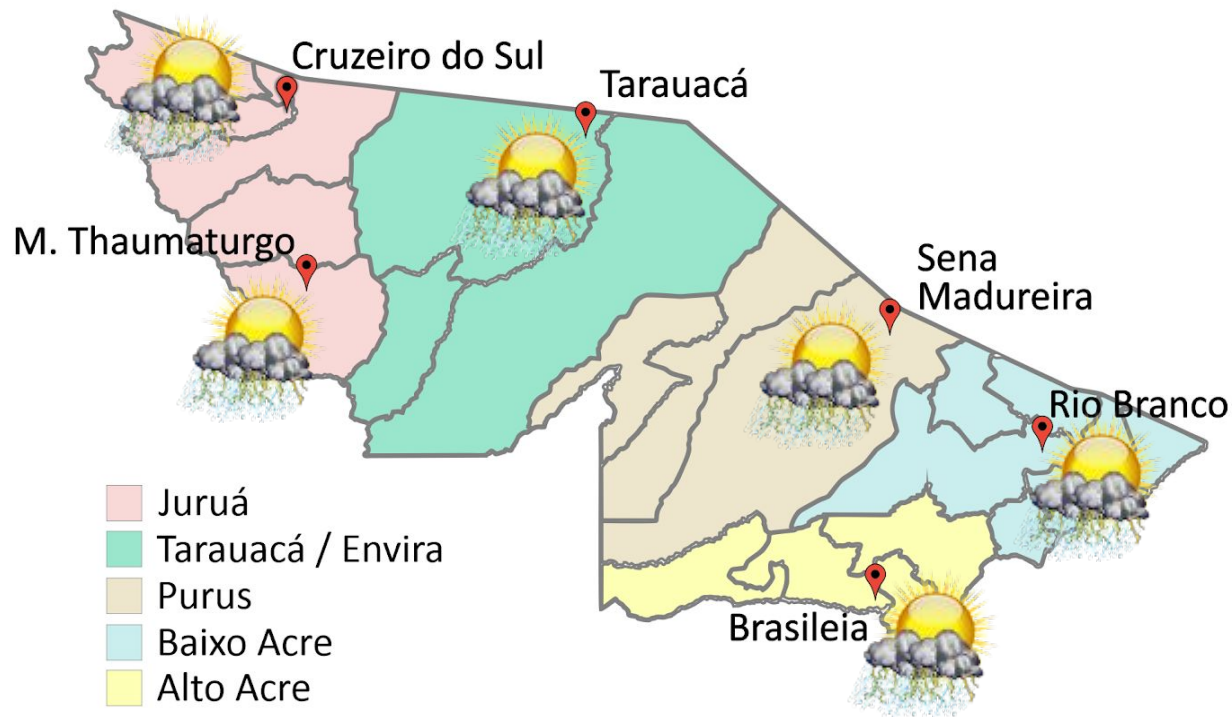 Cruzeiro do Sul
Tarauacá
M. Thaumaturgo
Sena
Madureira
Rio Branco
Brasileia
Juruá
Tarauacá / Envira
Purus
Baixo Acre
Alto Acre